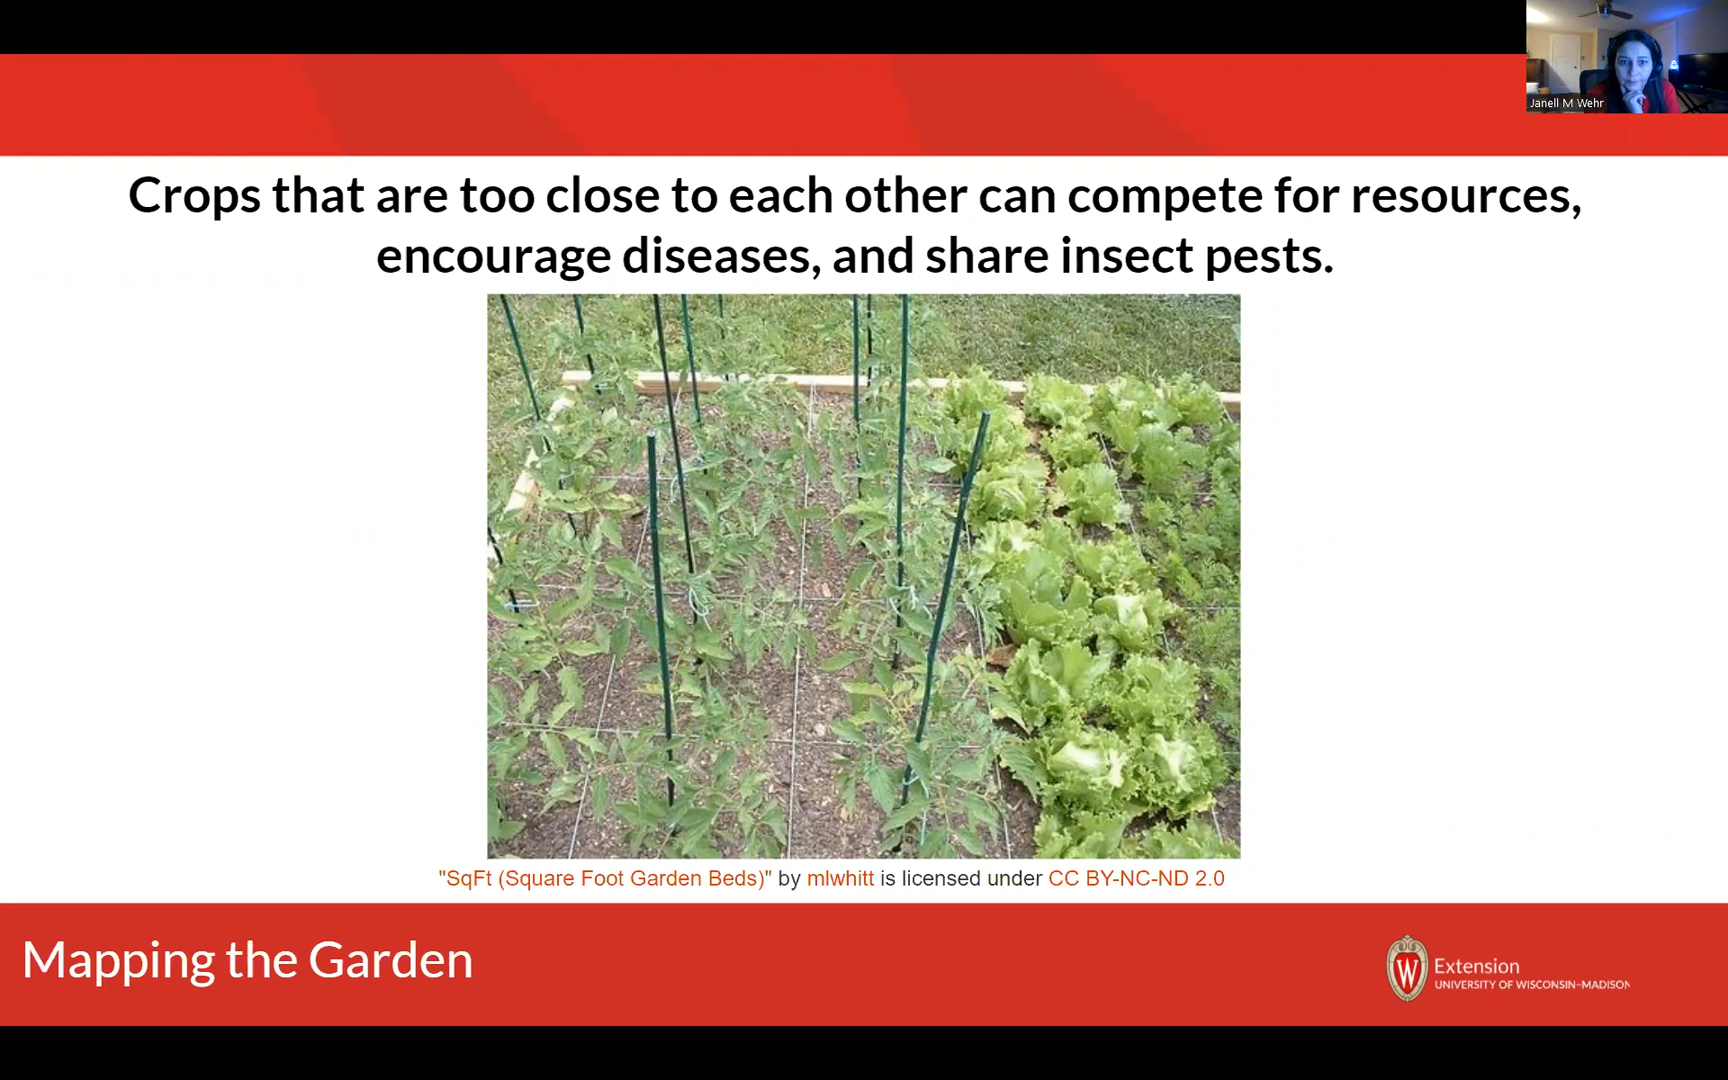 Janell M Wehr
Crops that are too close to each other can compete for resources,
encourage diseases, and share insect pests.
"SqFt (Square Foot Garden Beds)" by mlwhitt is licensed under CC BY-NC-ND 2.0
Mapping the Garden
W
Extension
UNIVERSITY OF WISCONSIN–MADISON